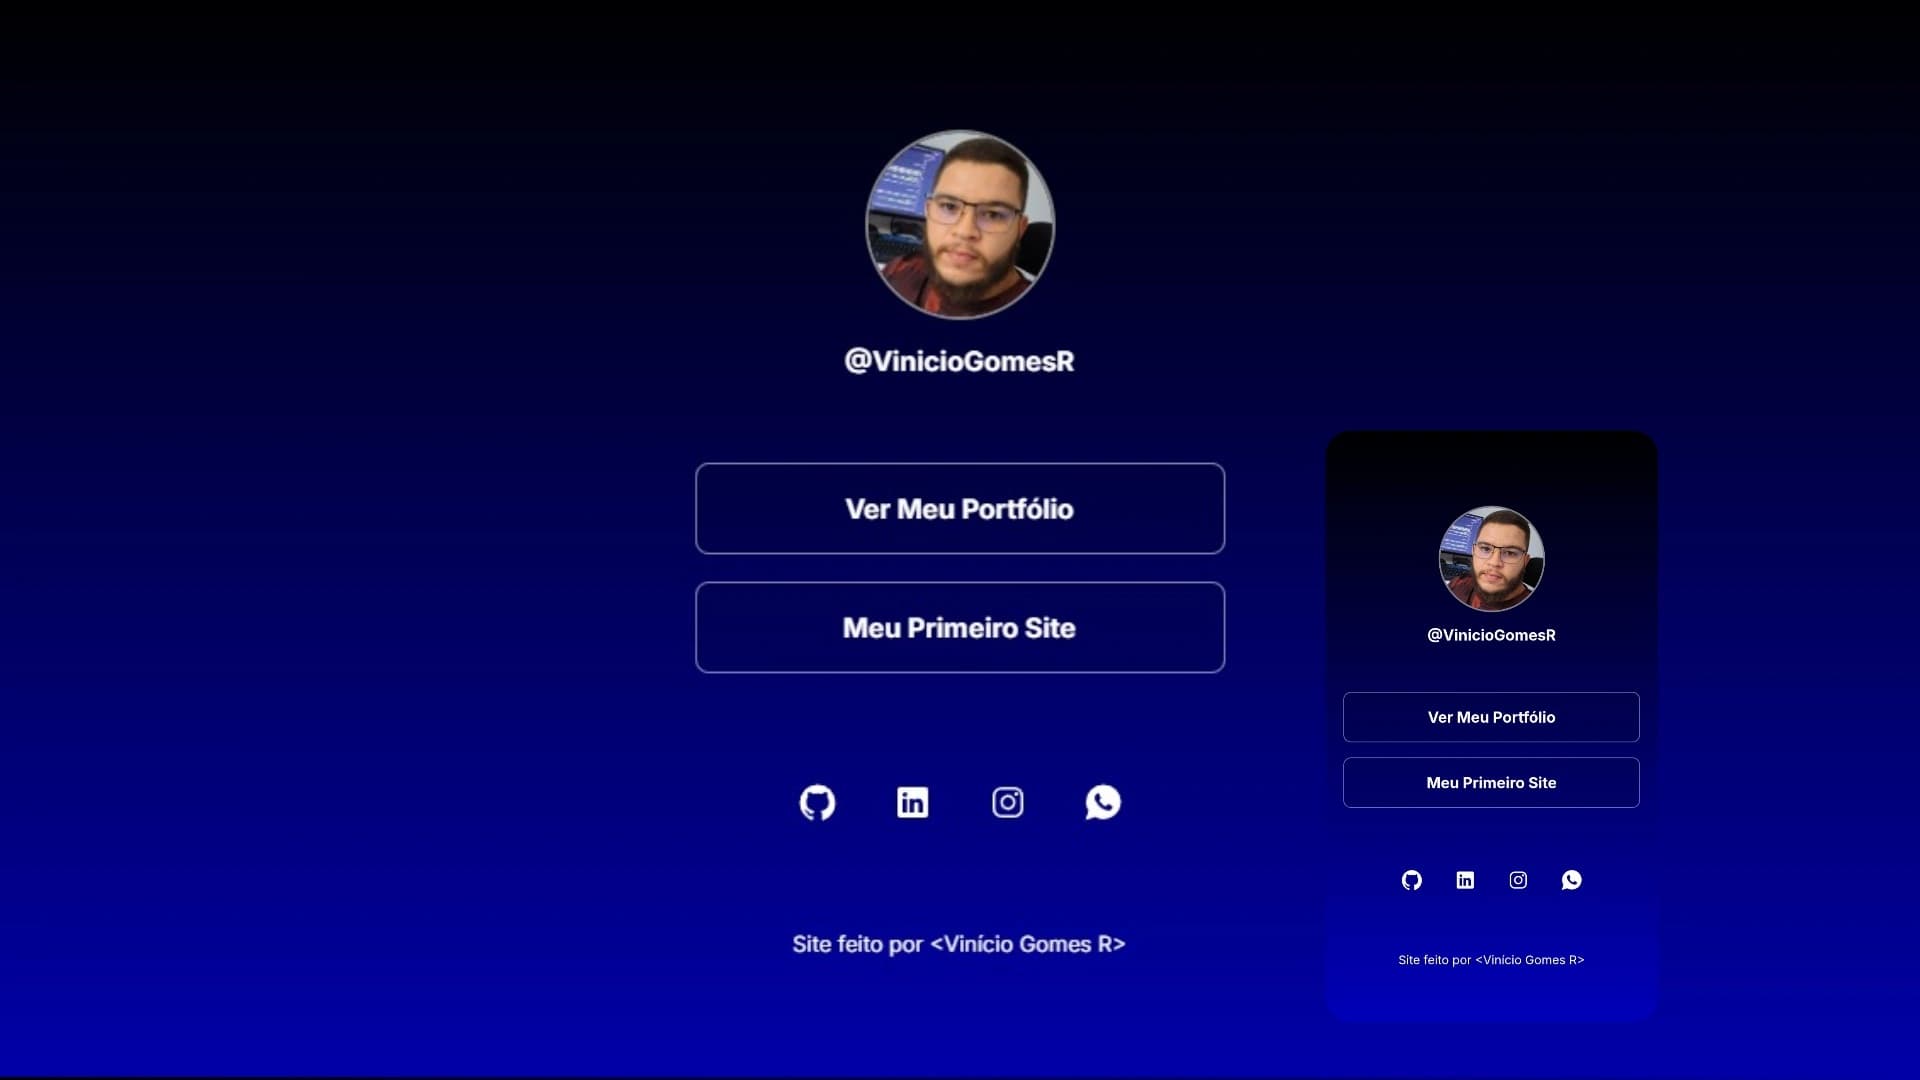 @VinicioGomesR
Ver Meu Portfólio
Meu Primeiro Site
Site feito por <Vinício Gomes R>
@VinicioGomesR
Ver Meu Portfólio
Meu Primeiro Site
Site feito por <Vinício Gomes R>